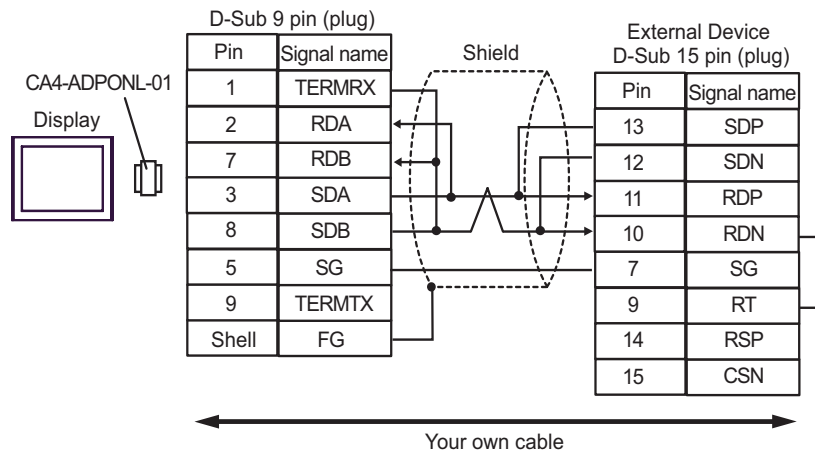 D-Sub 9 pin (plug)
Shield
External Device
D-Sub 15 pin (plug)
CA4-ADPONL-01
Display
Pin Signal name
1 TERMRX
2 RDA
7 RDB
3 SDA
8 SDB
5 SG
9 TERMTX
Shell FG
Pin Signal name
13 SDP
12 SDN
11 RDP
10 RDN
7 SG
9 RT
14 RSP
15 CSN
Your own cable